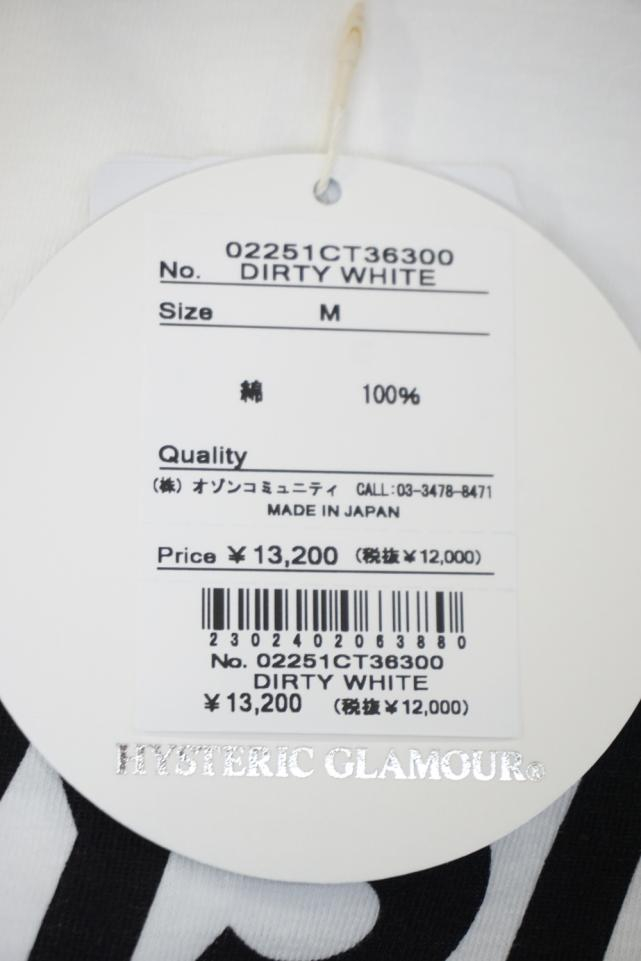 02251CT36300
No. DIRTY WHITE
Size M
綿 100%
Quality
(株) オゾンコミュニティ CALL:03-3478-8471
MADE IN JAPAN
Price ¥13,200 (税抜¥12,000)
2302402063880
No. 02251CT36300
DIRTY WHITE
¥13,200 (税抜¥12,000)
HYSTERIC GLAMOUR®